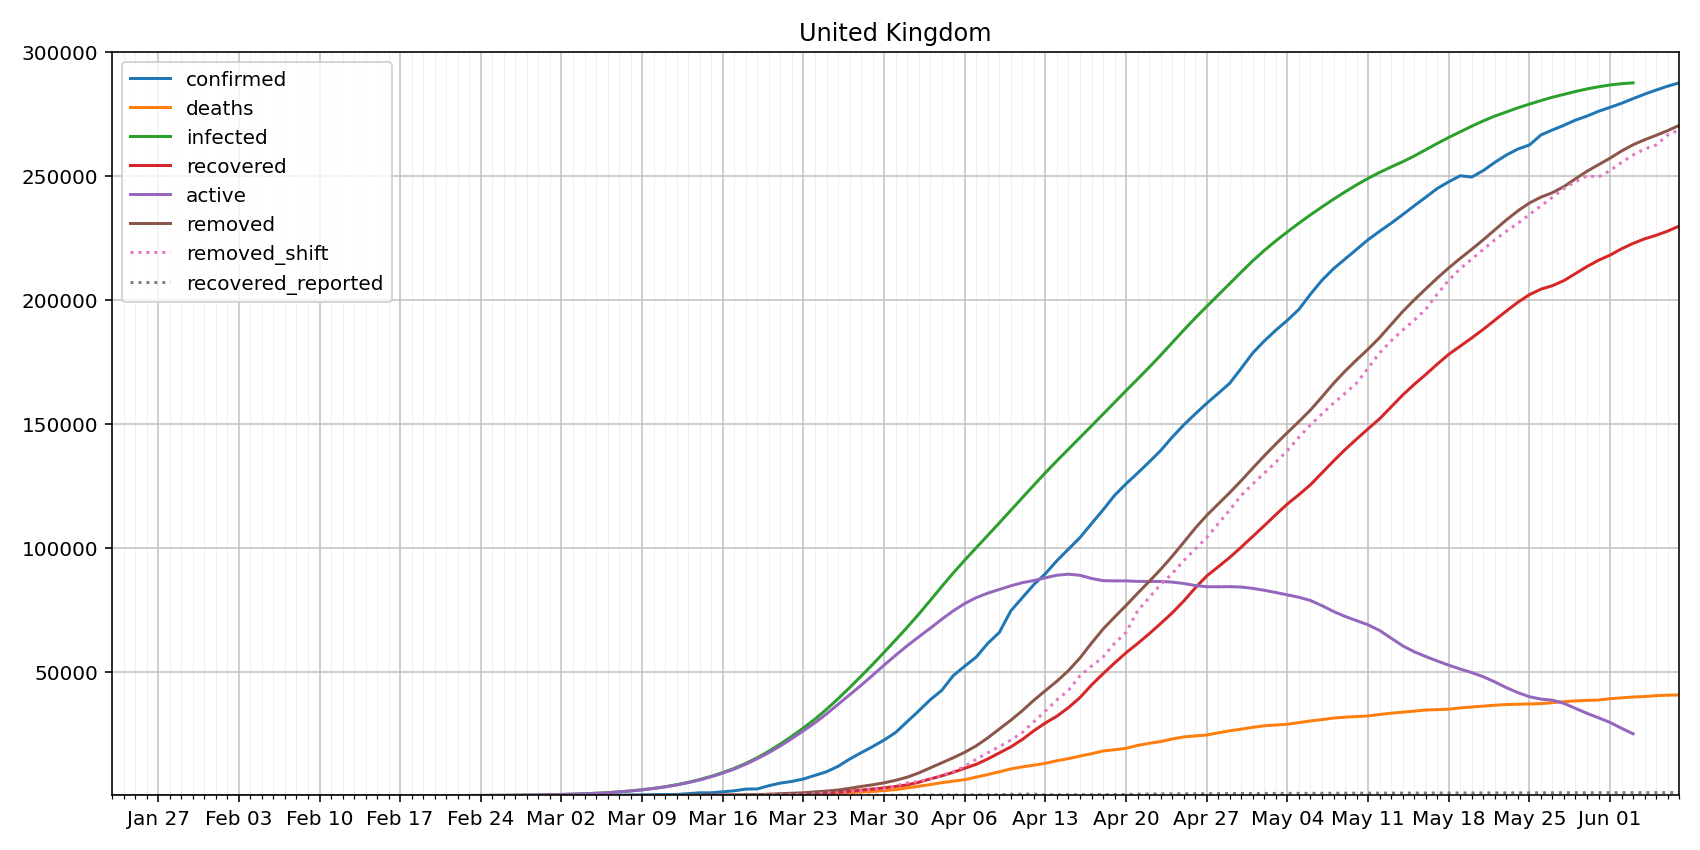 United Kingdom
300000
250000
200000
150000
100000
50000
confirmed
deaths
infected
recovered
active
removed
removed_shift
recovered_reported
Jan 27 Feb 03 Feb 10 Feb 17 Feb 24 Mar 02 Mar 09 Mar 16 Mar 23 Mar 30 Apr 06 Apr 13 Apr 20 Apr 27 May 04 May 11 May 18 May 25 Jun 01